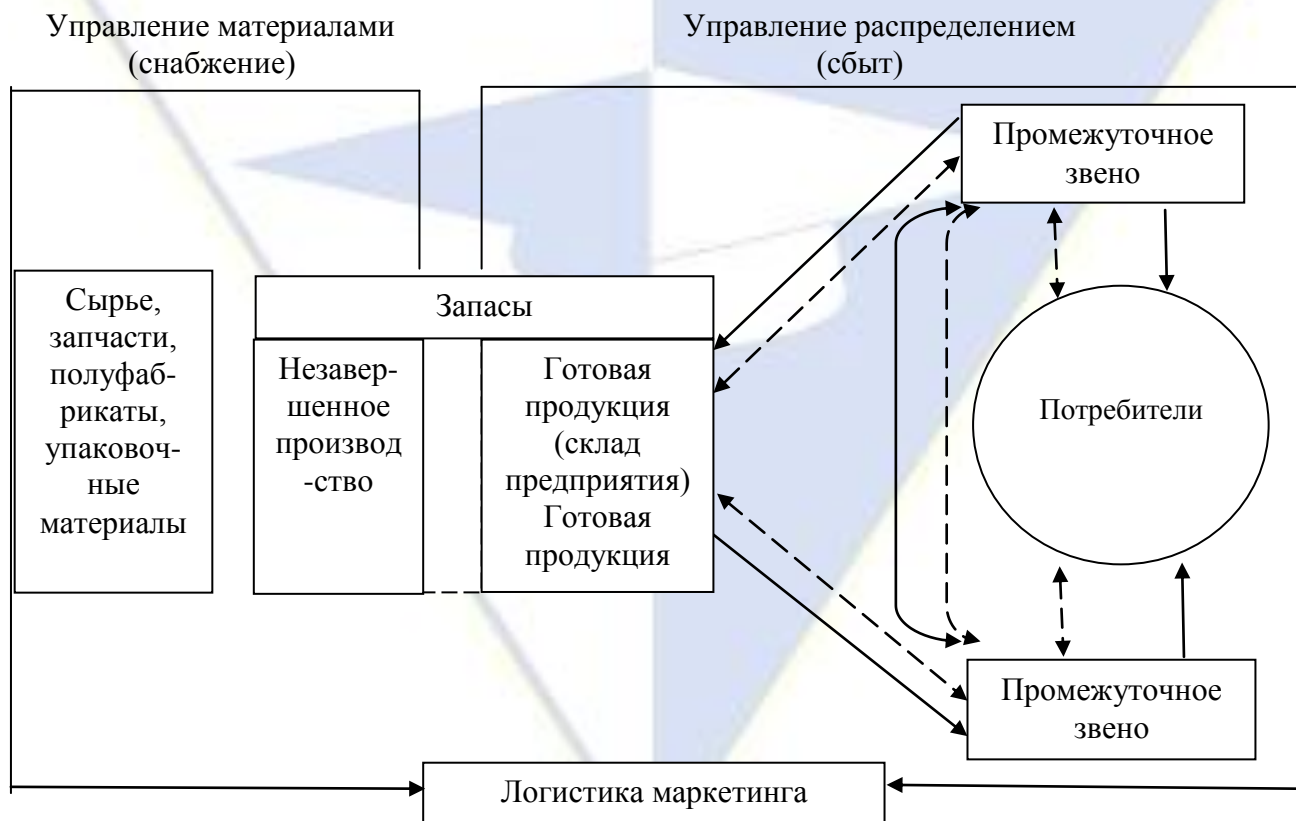 Управление материалами
(снабжение)
Управление распределением
(сбыт)
Промежуточное
звено
Сырье,
запчасти,
полуфаб-
рикаты,
упаковоч-
ные
материалы
Запасы
Незавер-
шенное
производ
-ство
Готовая
продукция
(склад
предприятия)
Готовая
продукция
Потребители
Промежуточное
звено
Логистика маркетинга